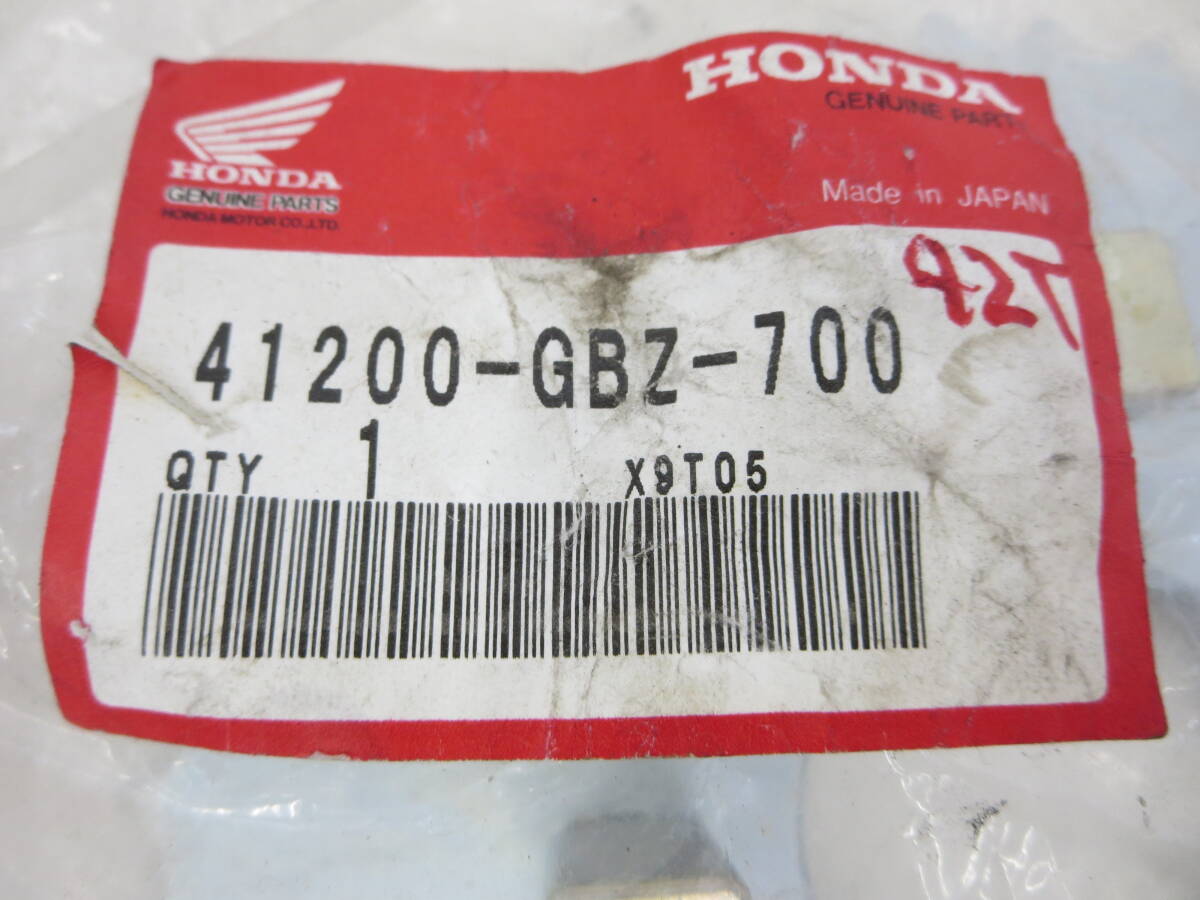 HONDA
GENUINE PARTS
HONDA MOTOR CO.,LTD.
HONDA
GENUINE PARTS
Made in JAPAN
42T
41200-GBZ-700
QTY 1 X9T05